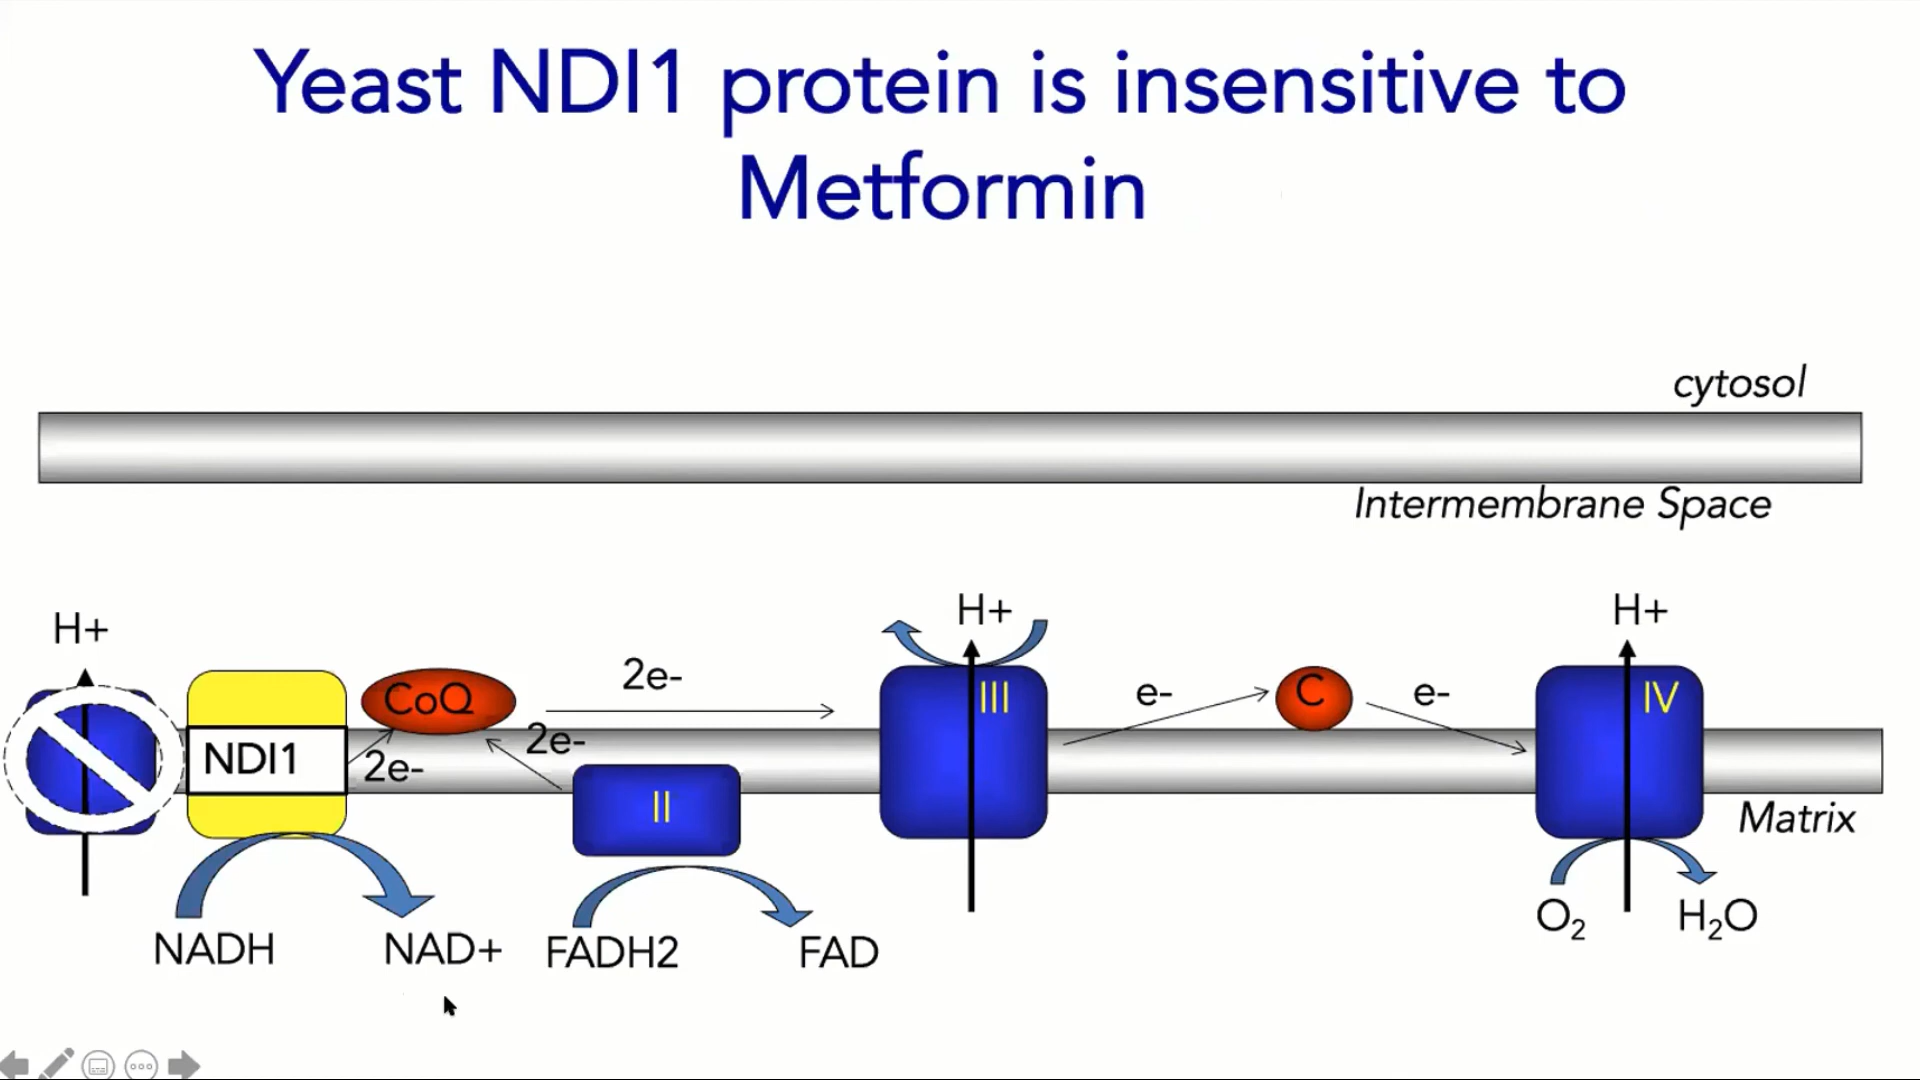 Yeast NDI1 protein is insensitive to
Metformin
cytosol
Intermembrane Space
H+
H+
H+
CoQ
2e-
III
e-
C
e-
IV
NDI1
2e-
2e-
II
Matrix
NADH
NAD+
FADH2
FAD
O₂
H₂O